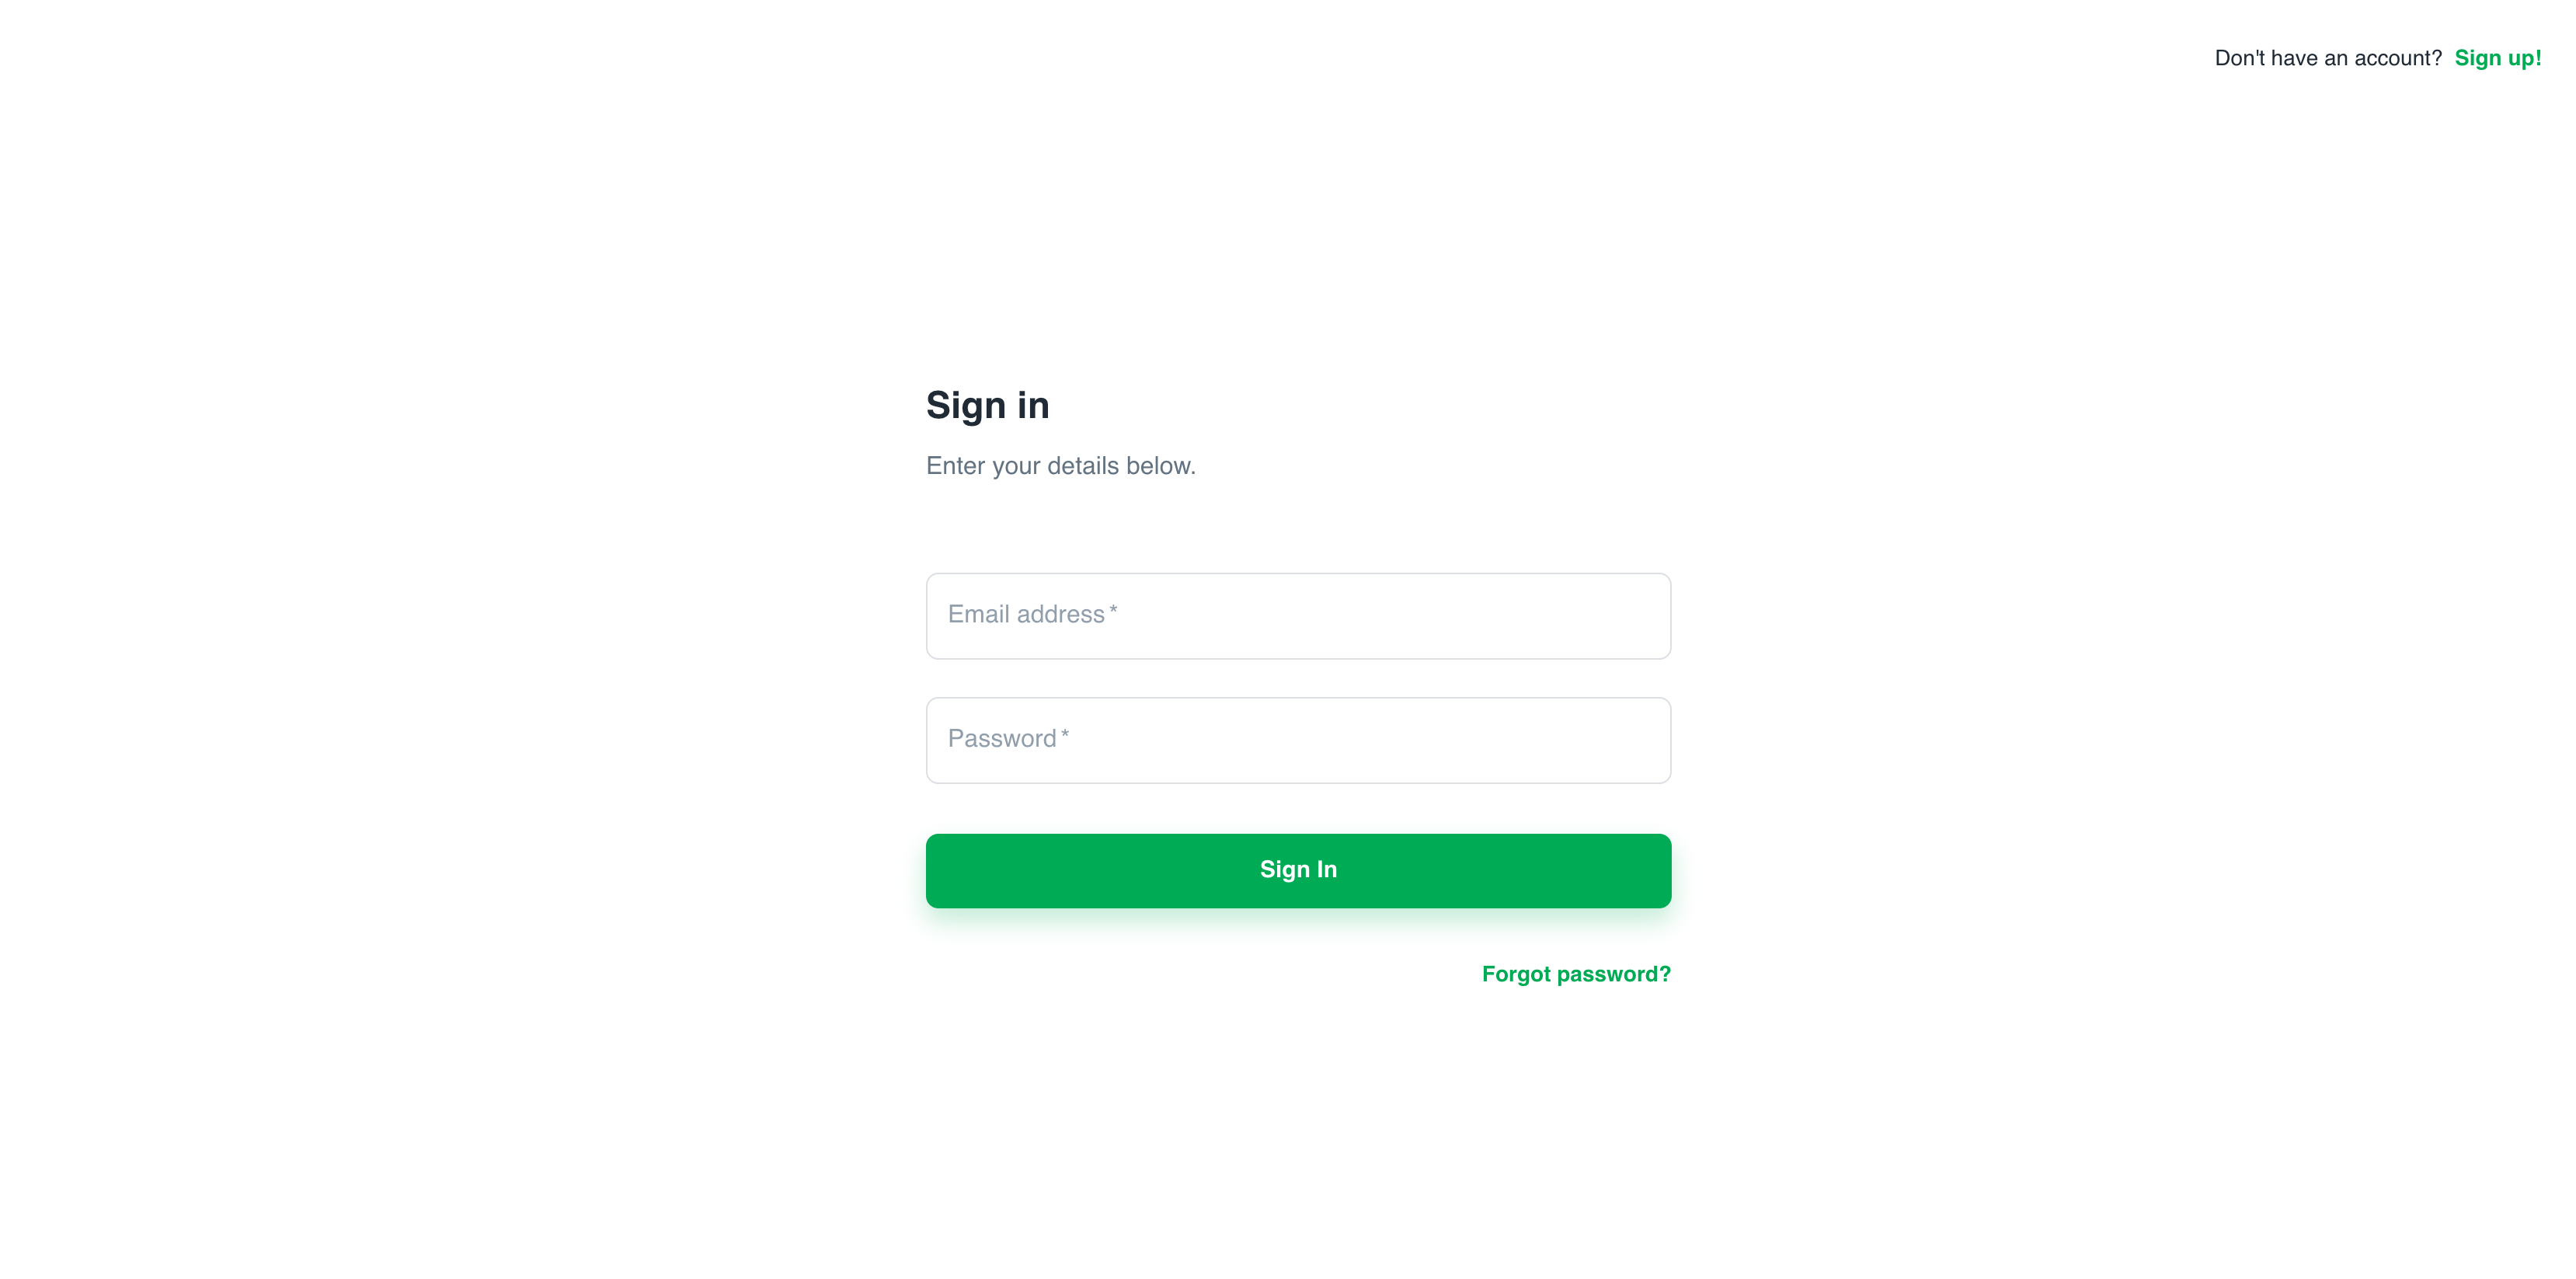 Don't have an account? Sign up!
Sign in
Enter your details below.
Email address *
Password *
Sign In
Forgot password?